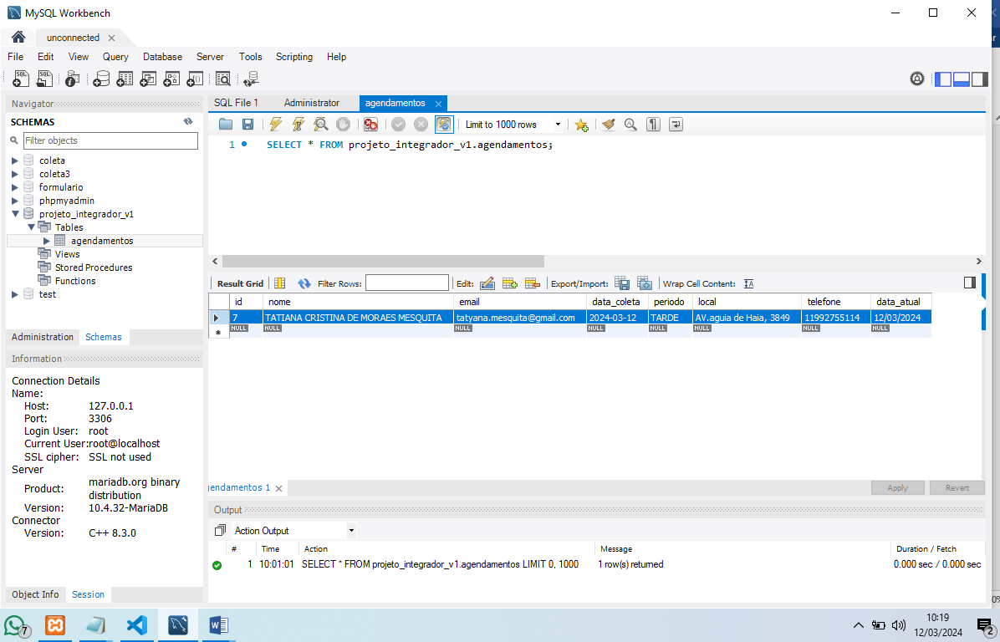 MySQL Workbench
unconnected
File Edit View Query Database Server Tools Scripting Help
Navigator
SCHEMAS
Filter objects
coleta
coleta3
formulario
phpmyadmin
projeto_integrador_v1
Tables
agendamentos
Views
Stored Procedures
Functions
test
Administration Schemas
Information
Connection Details
Name:
Host: 127.0.0.1
Port: 3306
Login User: root
Current User:root@localhost
SSL cipher: SSL not used
Server
Product: mariadb.org binary
distribution
Version: 10.4.32-MariaDB
Connector
Version: C++ 8.3.0
Object Info Session
SQL File 1 Administrator agendamentos
Limit to 1000 rows
1 SELECT * FROM projeto_integrador_v1.agendamentos;
Result Grid Filter Rows: Edit: Export/Import: Wrap Cell Content:
id nome email data_coleta periodo local telefone data_atual
7 TATIANA CRISTINA DE MORAES MESQUITA tatyana.mesquita@gmail.com 2024-03-12 TARDE AV.aguia de Haia, 3849 11992755114 12/03/2024
NULL NULL NULL NULL NULL NULL NULL NULL
endamentos 1 Apply Revert
Output
Action Output
# Time Action Message Duration / Fetch
1 10:01:01 SELECT * FROM projeto_integrador_v1.agendamentos LIMIT 0, 1000 1 row(s) returned 0.000 sec / 0.000 sec
7
10:19
12/03/2024
2